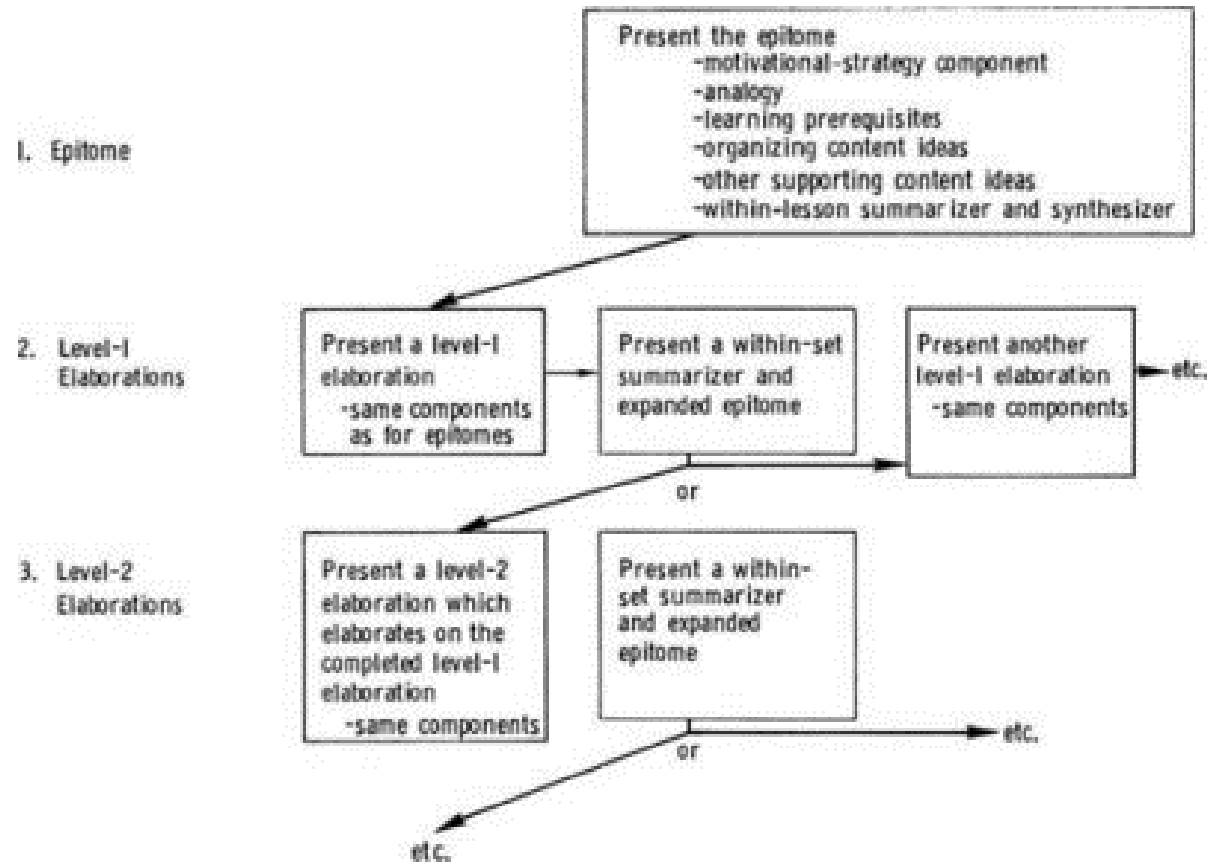 Present the epitome
-motivational-strategy component
-analogy
-learning prerequisites
-organizing content ideas
-other supporting content ideas
-within-lesson summarizer and synthesizer
1. Epitome
2. Level-1
Elaborations
Present a level-1
elaboration
-same components
as for epitomes
Present a within-set
summarizer and
expanded epitome
Present another
level-1 elaboration
-same components
etc.
or
3. Level-2
Elaborations
Present a level-2
elaboration which
elaborates on the
completed level-1
elaboration
-same components
Present a within-
set summarizer
and expanded
epitome
or
etc.
etc.